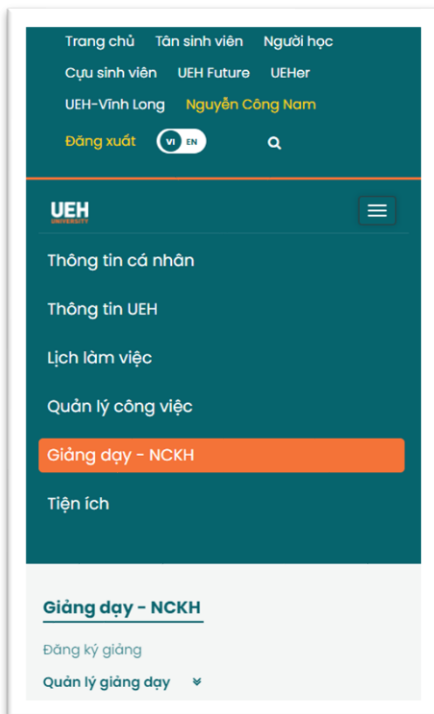 Trang chủ Tân sinh viên Người học
Cựu sinh viên UEH Future UEHer
UEH-Vĩnh Long Nguyễn Công Nam
Đăng xuất VI EN
UEH
UNIVERSITY
Thông tin cá nhân
Thông tin UEH
Lịch làm việc
Quản lý công việc
Giảng dạy - NCKH
Tiện ích
Giảng dạy - NCKH
Đăng ký giảng
Quản lý giảng dạy